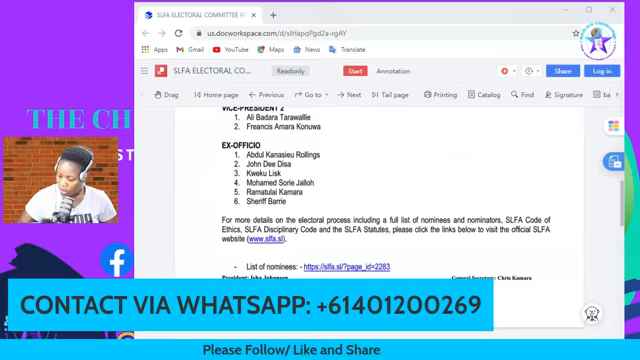 SLFA ELECTORAL COMMITTEE F
us.docworkspace.com/d/slHapqPgd2a-rgAY
Apps Gmail YouTube Maps News Translate
SLFA ELECTORAL CO... Readonly Start Annotation Share Log in
Drag Home page Previous Go to Next Tail page Printing Catalog Find Signature ba
VICE-PRESIDENT 2
1. Ali Badara Tarawallie
2. Freancis Amara Konuwa
EX-OFFICIO
1 Abdul Kanasieu Rollings
2. John Dee Disa
3. Kweku Lisk
4 Mohamed Sorie Jalloh
5. Ramatulai Kamara
6. Sheriff Barrie
For more details on the electoral process including a full list of nominees and nominators, SLFA Code of
Ethics, SLFA Disciplinary Code and the SLFA Statutes, please click the links below to visit the official SLFA
website (www.slfa.sl).
- List of nominees: - https://slfa.sl/?page_id=2283
President: Isha Johansen General Secretary: Chris Kamara
THE CH
ST
CONTACT VIA WHATSAPP: +61401200269
Please Follow/ Like and Share